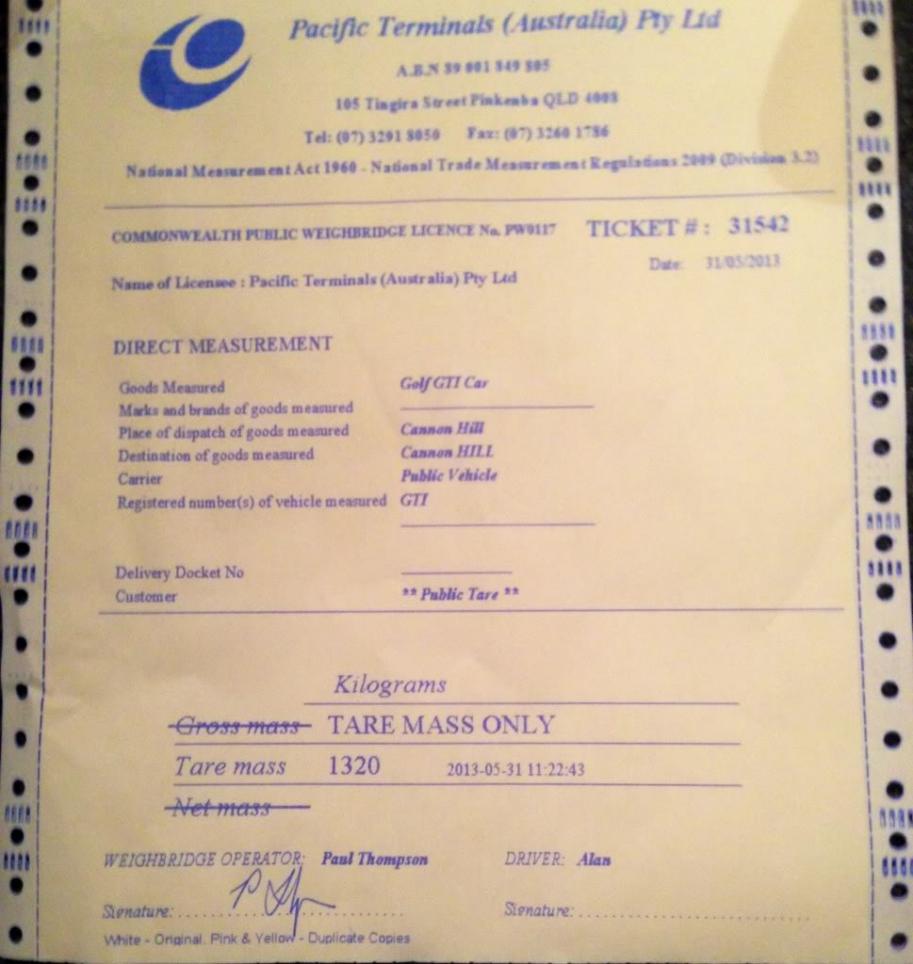 Pacific Terminals (Australia) Pty Ltd
A.B.N 89 001 849 805
105 Tingira Street Pinkenba QLD 4008
Tel: (07) 3291 8050 Fax: (07) 3260 1786
National Measurement Act 1960 - National Trade Measurement Regulations 2009 (Division 3.2)
COMMONWEALTH PUBLIC WEIGHBRIDGE LICENCE No. PW0117 TICKET # : 31542
Date: 31/05/2013
Name of Licensee : Pacific Terminals (Australia) Pty Ltd
DIRECT MEASUREMENT
Goods Measured Golf GTI Car
Marks and brands of goods measured
Place of dispatch of goods measured Cannon Hill
Destination of goods measured Cannon HILL
Carrier Public Vehicle
Registered number(s) of vehicle measured GTI
Delivery Docket No
Customer ** Public Tare **
Kilograms
Gross mass TARE MASS ONLY
Tare mass 1320 2013-05-31 11:22:43
Net mass
WEIGHBRIDGE OPERATOR: Paul Thompson DRIVER: Alan
Signature: Signature:
White - Original. Pink & Yellow - Duplicate Copies